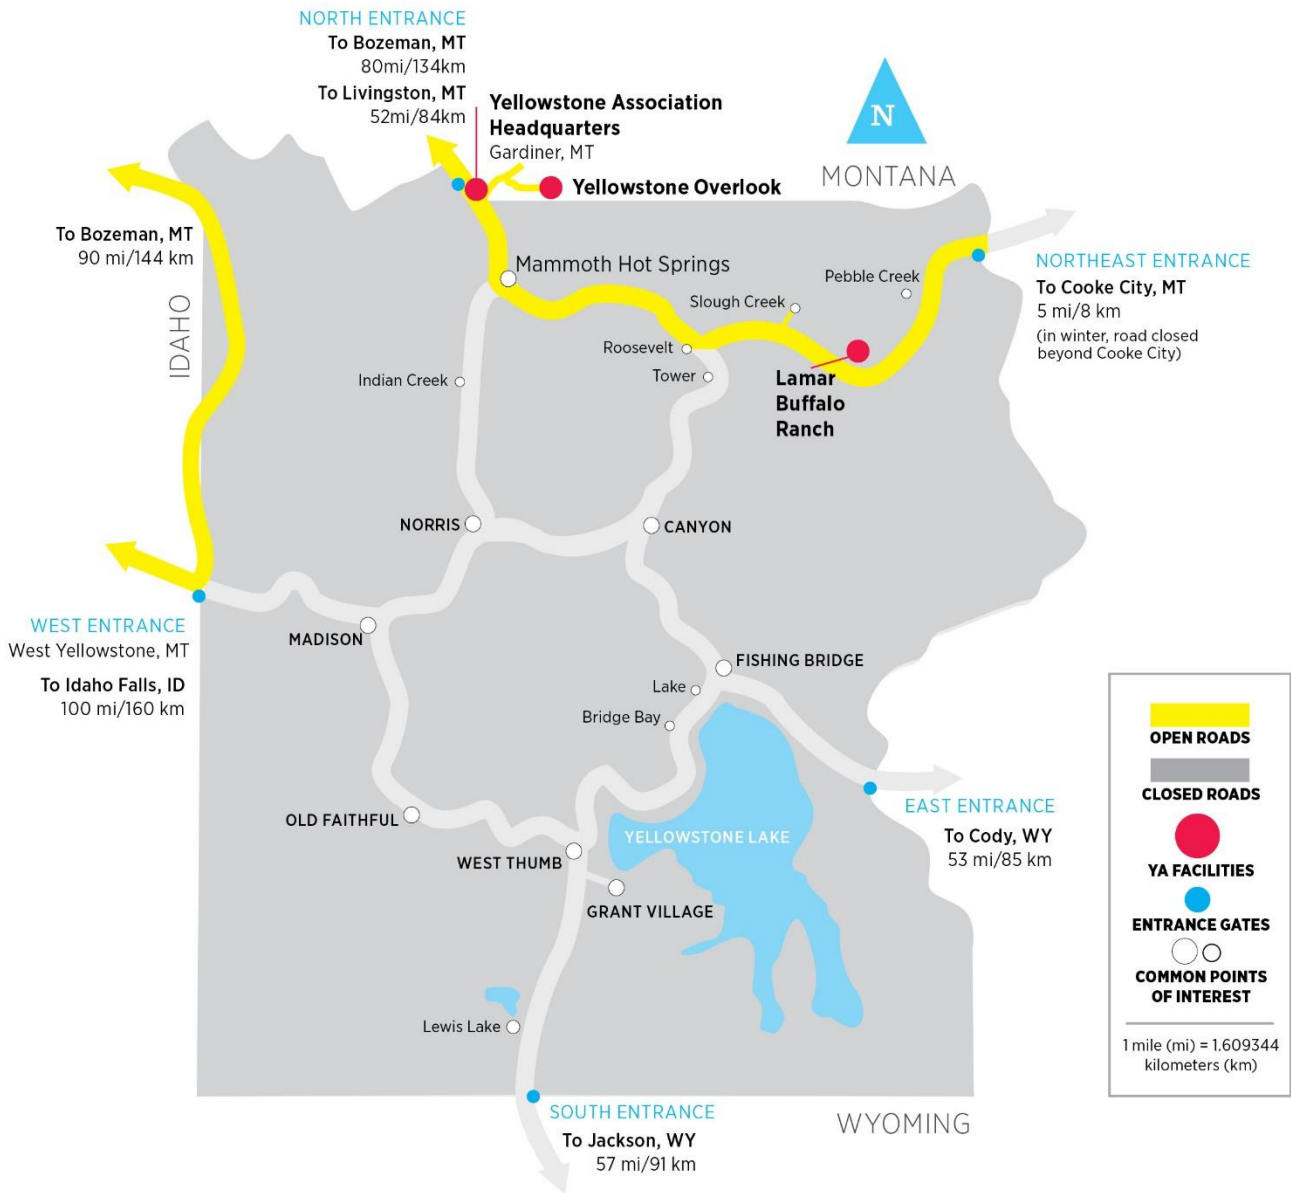 NORTH ENTRANCE
To Bozeman, MT
80mi/134km
To Livingston, MT
52mi/84km
Yellowstone Association
Headquarters
Gardiner, MT
Yellowstone Overlook
N
MONTANA
To Bozeman, MT
90 mi/144 km
IDAHO
Mammoth Hot Springs
Pebble Creek
Slough Creek
NORTHEAST ENTRANCE
To Cooke City, MT
5 mi/8 km
(in winter, road closed
beyond Cooke City)
Roosevelt
Tower
Indian Creek
Lamar
Buffalo
Ranch
NORRIS
CANYON
WEST ENTRANCE
West Yellowstone, MT
To Idaho Falls, ID
100 mi/160 km
MADISON
FISHING BRIDGE
Lake
Bridge Bay
OLD FAITHFUL
YELLOWSTONE LAKE
EAST ENTRANCE
To Cody, WY
53 mi/85 km
WEST THUMB
GRANT VILLAGE
Lewis Lake
SOUTH ENTRANCE
To Jackson, WY
57 mi/91 km
WYOMING
OPEN ROADS
CLOSED ROADS
YA FACILITIES
ENTRANCE GATES
COMMON POINTS
OF INTEREST
1 mile (mi) = 1.609344
kilometers (km)